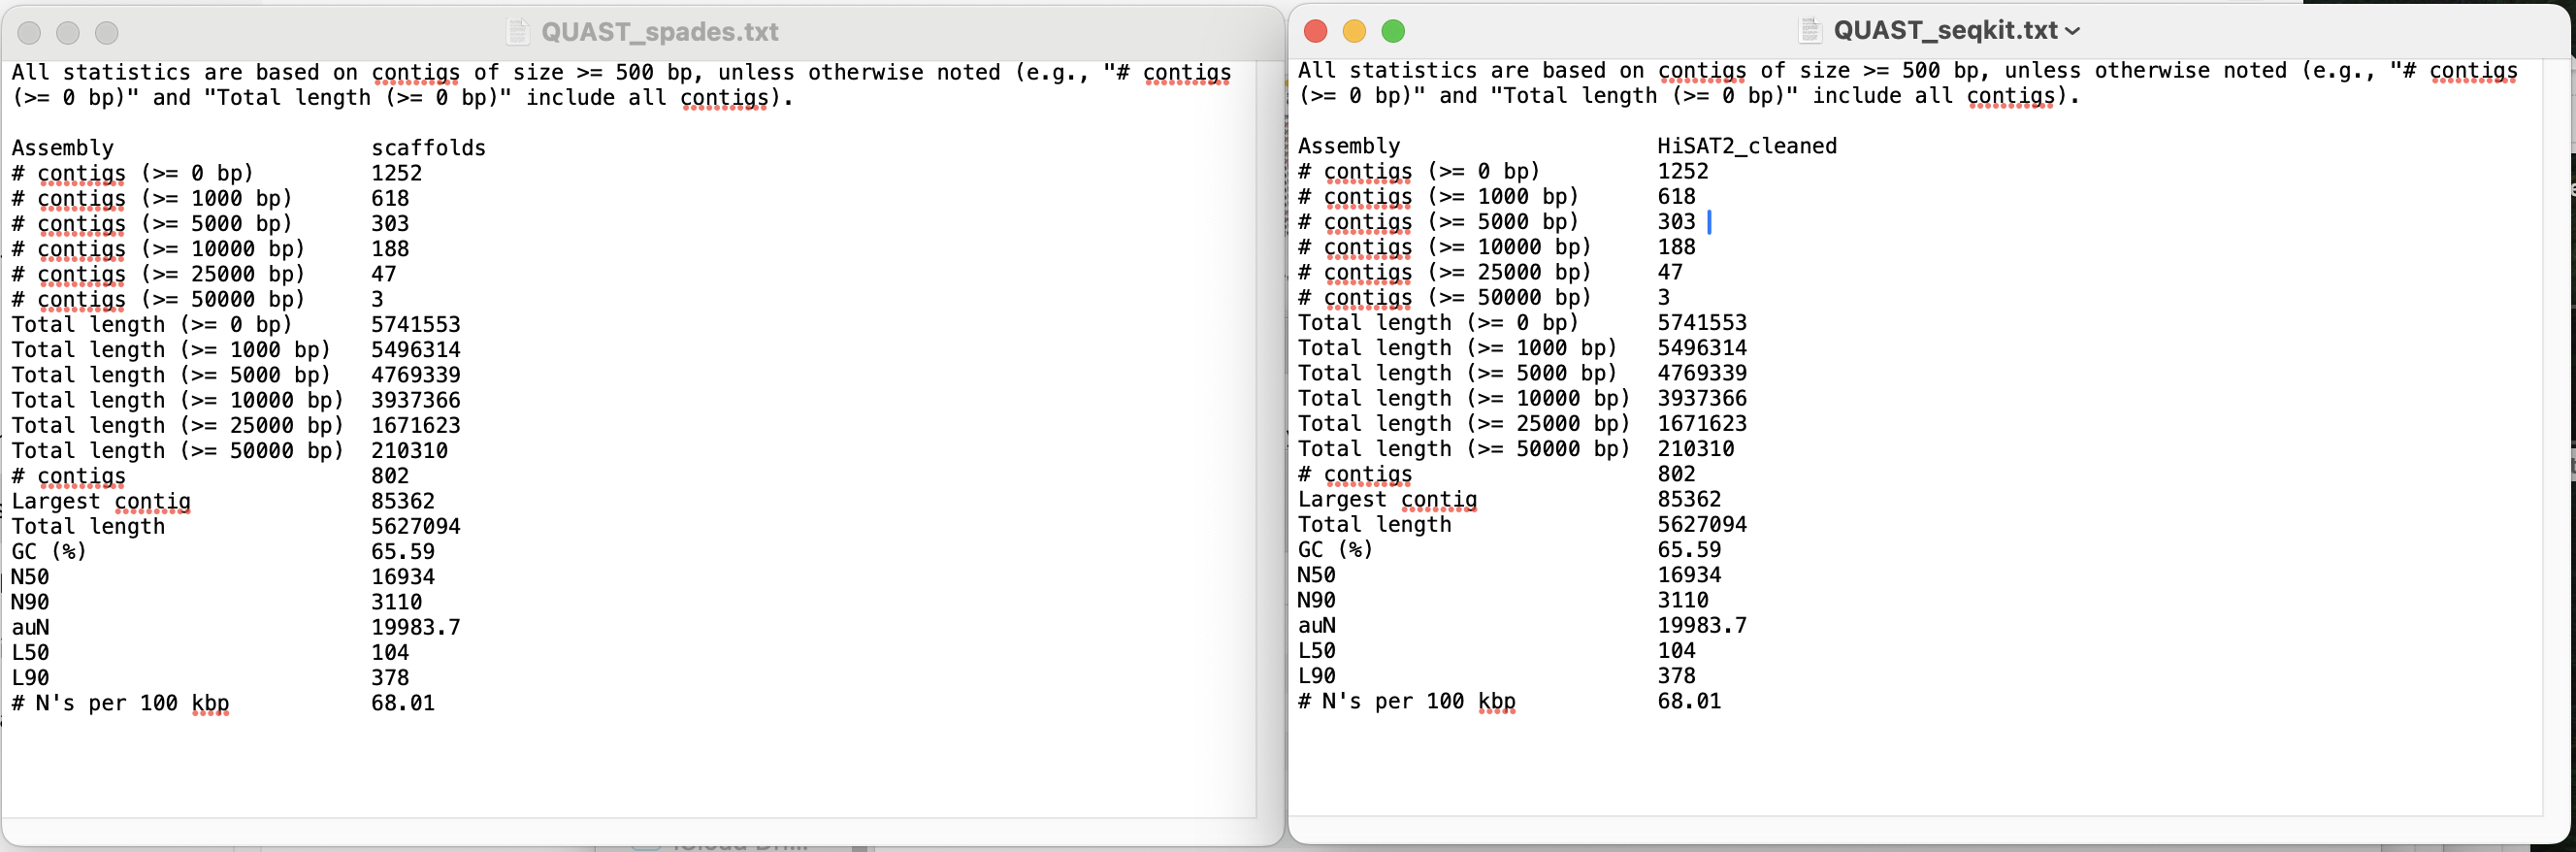 QUAST_spades.txt
All statistics are based on contigs of size >= 500 bp, unless otherwise noted (e.g., "# contigs
(>= 0 bp)" and "Total length (>= 0 bp)" include all contigs).
Assembly scaffolds
# contigs (>= 0 bp) 1252
# contigs (>= 1000 bp) 618
# contigs (>= 5000 bp) 303
# contigs (>= 10000 bp) 188
# contigs (>= 25000 bp) 47
# contigs (>= 50000 bp) 3
Total length (>= 0 bp) 5741553
Total length (>= 1000 bp) 5496314
Total length (>= 5000 bp) 4769339
Total length (>= 10000 bp) 3937366
Total length (>= 25000 bp) 1671623
Total length (>= 50000 bp) 210310
# contigs 802
Largest contig 85362
Total length 5627094
GC (%) 65.59
N50 16934
N90 3110
auN 19983.7
L50 104
L90 378
# N's per 100 kbp 68.01
QUAST_seqkit.txt
All statistics are based on contigs of size >= 500 bp, unless otherwise noted (e.g., "# contigs
(>= 0 bp)" and "Total length (>= 0 bp)" include all contigs).
Assembly HiSAT2_cleaned
# contigs (>= 0 bp) 1252
# contigs (>= 1000 bp) 618
# contigs (>= 5000 bp) 303
# contigs (>= 10000 bp) 188
# contigs (>= 25000 bp) 47
# contigs (>= 50000 bp) 3
Total length (>= 0 bp) 5741553
Total length (>= 1000 bp) 5496314
Total length (>= 5000 bp) 4769339
Total length (>= 10000 bp) 3937366
Total length (>= 25000 bp) 1671623
Total length (>= 50000 bp) 210310
# contigs 802
Largest contig 85362
Total length 5627094
GC (%) 65.59
N50 16934
N90 3110
auN 19983.7
L50 104
L90 378
# N's per 100 kbp 68.01